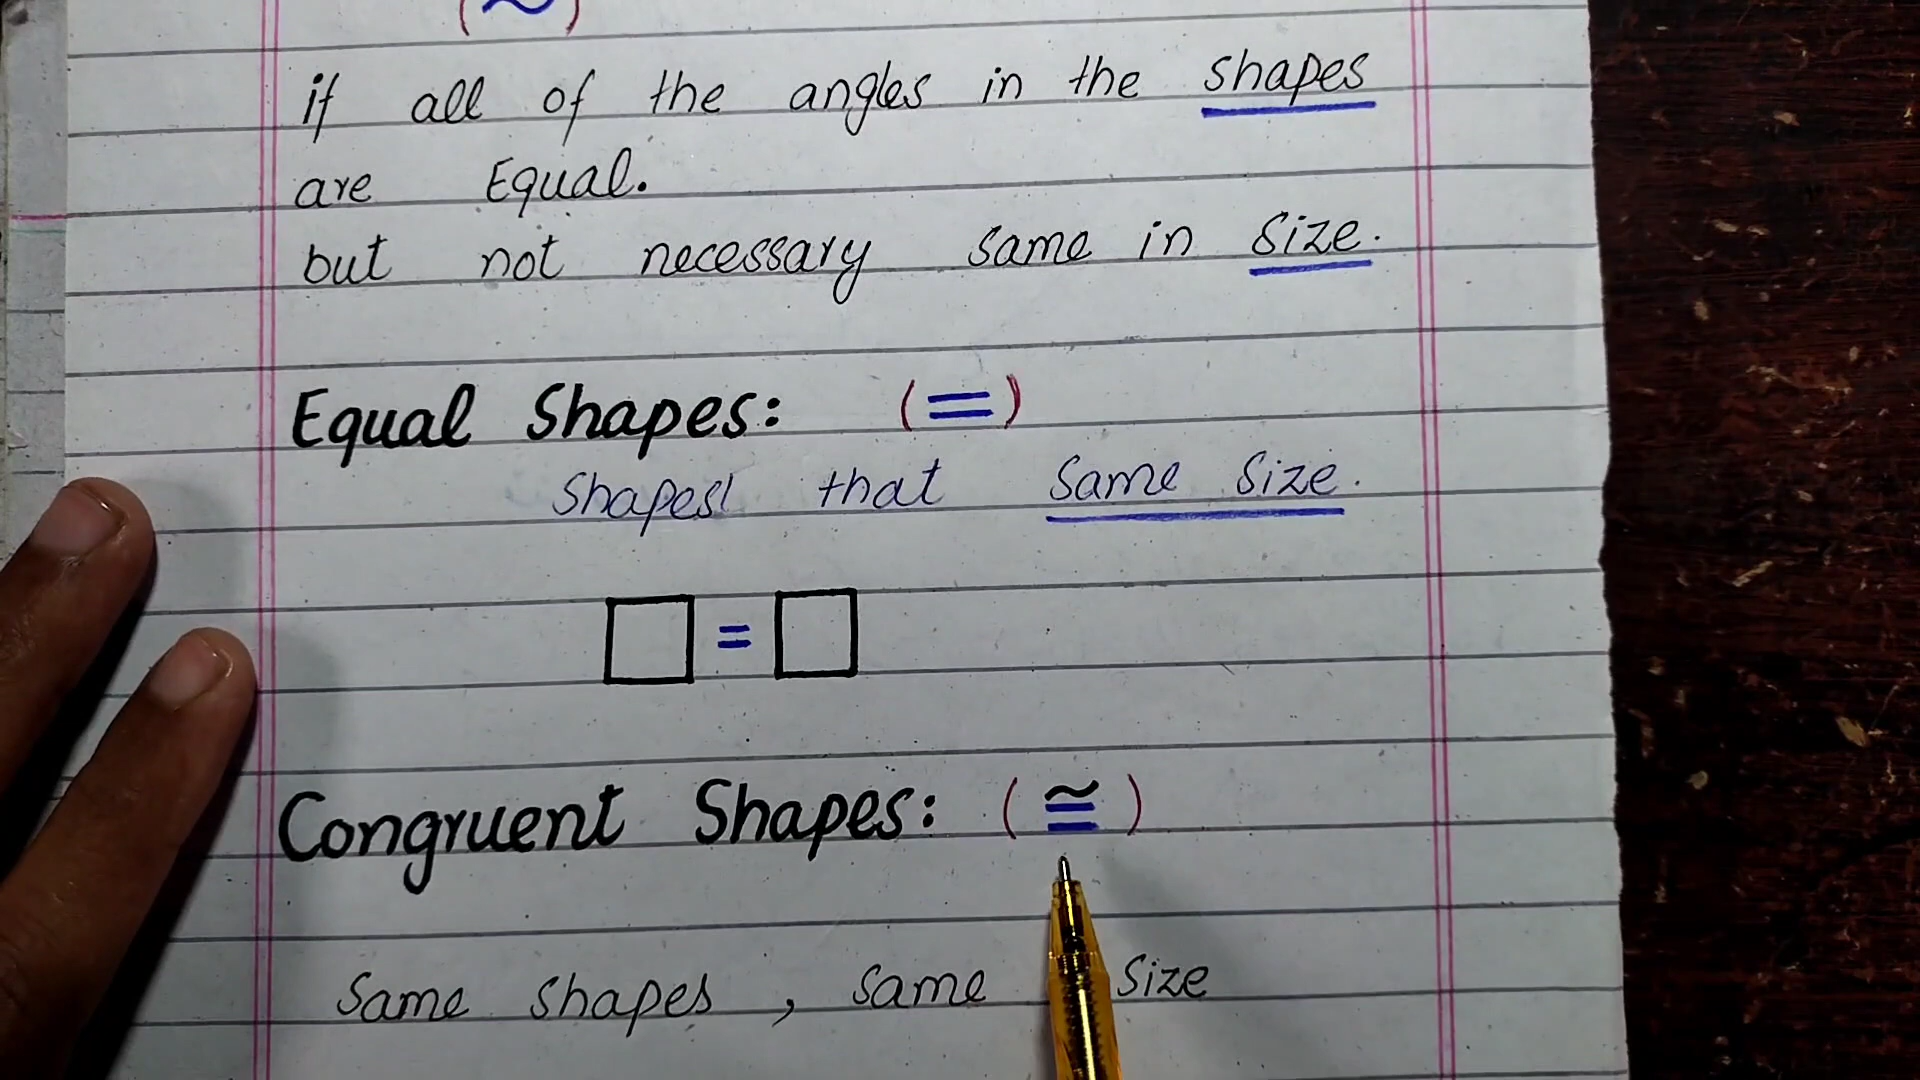 (~)
if all of the angles in the shapes
are Equal.
but not necessary same in size.
Equal Shapes: (=)
Shapes that same size.
=
Congruent Shapes: (≅)
Same shapes, same size